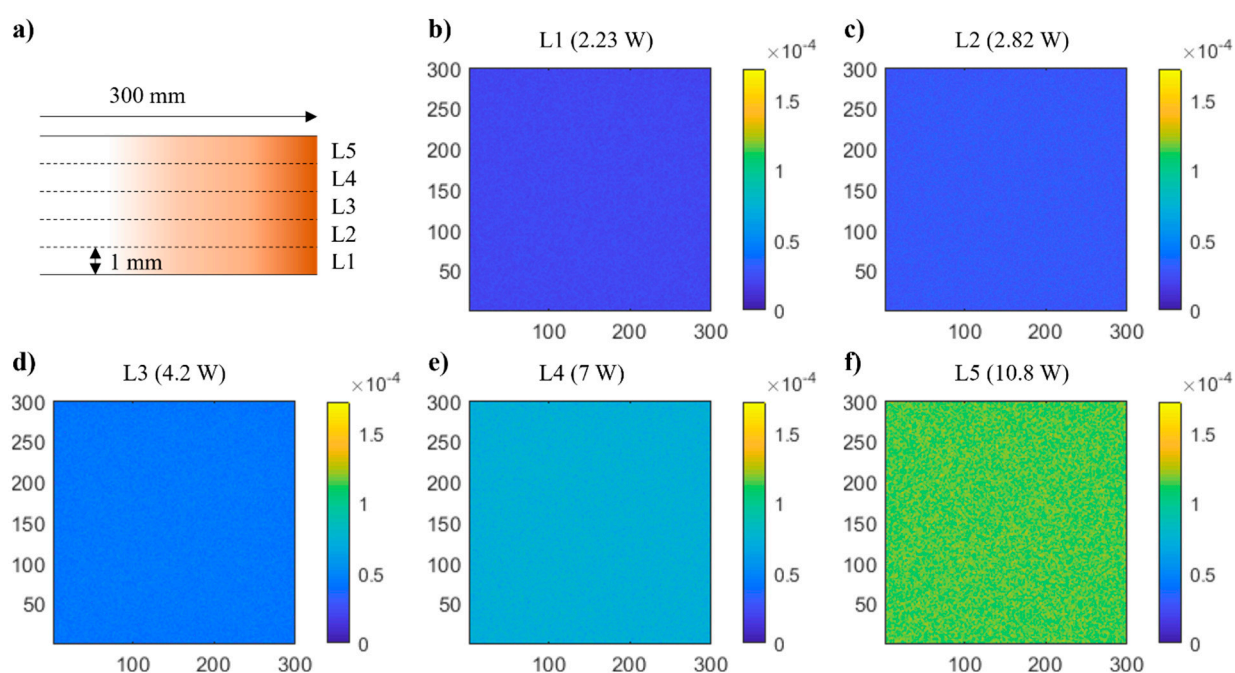 a)
300 mm
L5
L4
L3
L2
L1
1 mm
b)
L1 (2.23 W)
×10-4
300
250
200
150
100
50
100 200 300
1.5
1
0.5
0
c)
L2 (2.82 W)
×10-4
300
250
200
150
100
50
100 200 300
1.5
1
0.5
0
d)
L3 (4.2 W)
×10-4
300
250
200
150
100
50
100 200 300
1.5
1
0.5
0
e)
L4 (7 W)
×10-4
300
250
200
150
100
50
100 200 300
1.5
1
0.5
0
f)
L5 (10.8 W)
×10-4
300
250
200
150
100
50
100 200 300
1.5
1
0.5
0